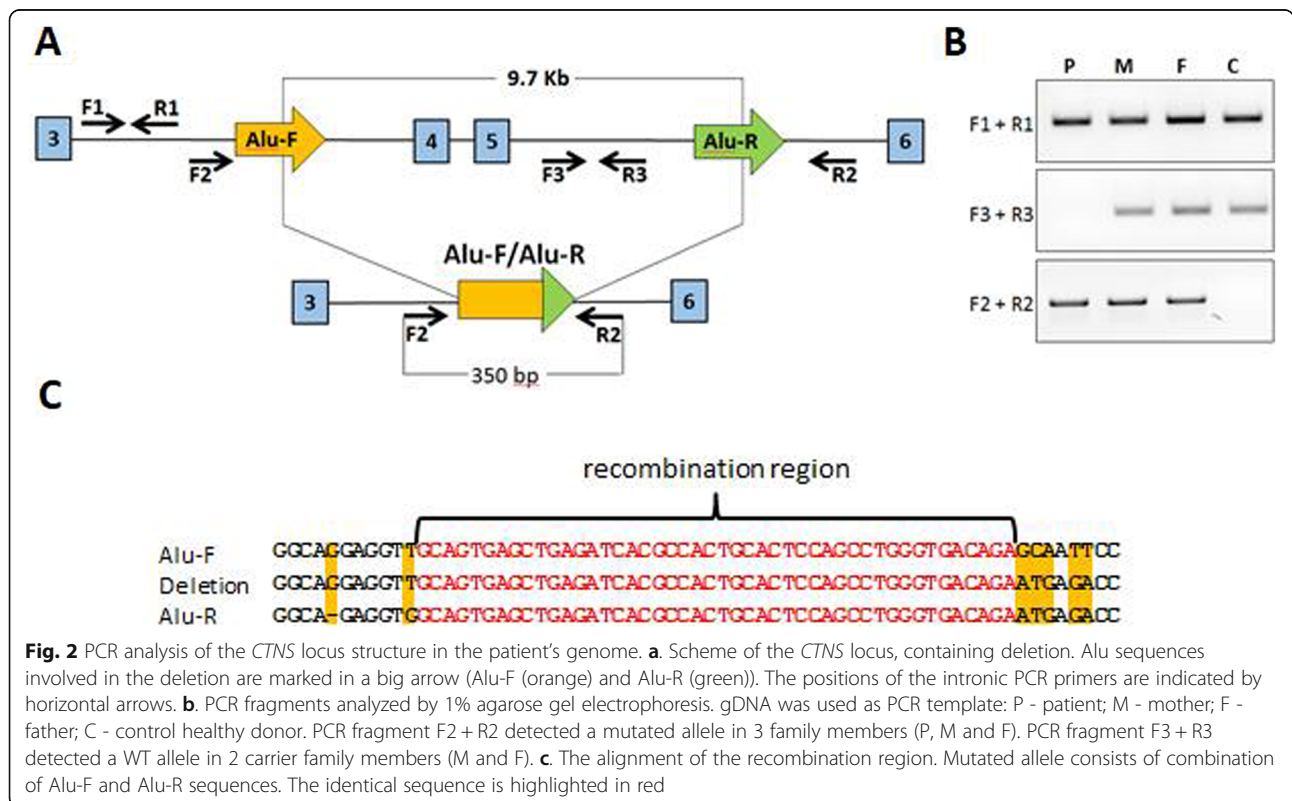 A
9.7 Kb
3
F1
R1
F2
Alu-F
4
5
F3
R3
Alu-R
R2
6
Alu-F/Alu-R
3
F2
R2
6
350 bp
B
P M F C
F1 + R1
F3 + R3
F2 + R2
C
recombination region
Alu-F GGCAGGAGGTTGCAGTGAGCTGAGATCACGCCACTGCACTCCAGCCTGGGTGACAGAGCAATTCC
Deletion GGCAGGAGGTTGCAGTGAGCTGAGATCACGCCACTGCACTCCAGCCTGGGTGACAGAATGAGACC
Alu-R GGCA-GAGGTGGCAGTGAGCTGAGATCACGCCACTGCACTCCAGCCTGGGTGACAGAATGAGACC
Fig. 2 PCR analysis of the CTNS locus structure in the patient's genome. a. Scheme of the CTNS locus, containing deletion. Alu sequences
involved in the deletion are marked in a big arrow (Alu-F (orange) and Alu-R (green)). The positions of the intronic PCR primers are indicated by
horizontal arrows. b. PCR fragments analyzed by 1% agarose gel electrophoresis. gDNA was used as PCR template: P - patient; M - mother; F -
father; C - control healthy donor. PCR fragment F2 + R2 detected a mutated allele in 3 family members (P, M and F). PCR fragment F3 + R3
detected a WT allele in 2 carrier family members (M and F). c. The alignment of the recombination region. Mutated allele consists of combination
of Alu-F and Alu-R sequences. The identical sequence is highlighted in red